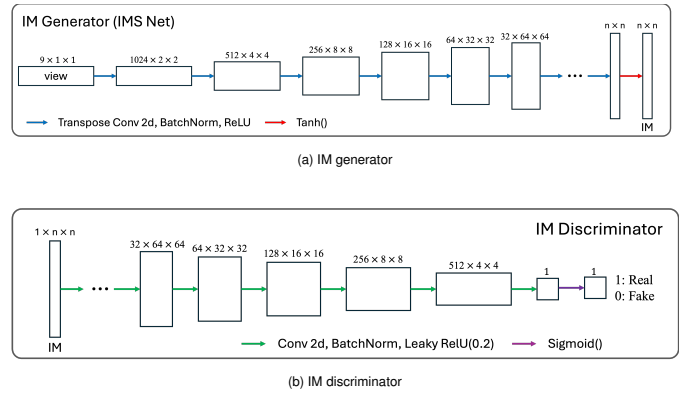 IM Generator (IMS Net)
9 × 1 × 1
view
1024 × 2 × 2
512 × 4 × 4
256 × 8 × 8
128 × 16 × 16
64 × 32 × 32
32 × 64 × 64
...
n × n
n × n
IM
Transpose Conv 2d, BatchNorm, ReLU
Tanh()
(a) IM generator
IM Discriminator
1 × n × n
IM
...
32 × 64 × 64
64 × 32 × 32
128 × 16 × 16
256 × 8 × 8
512 × 4 × 4
1
1
1: Real
0: Fake
Conv 2d, BatchNorm, Leaky RelU(0.2)
Sigmoid()
(b) IM discriminator